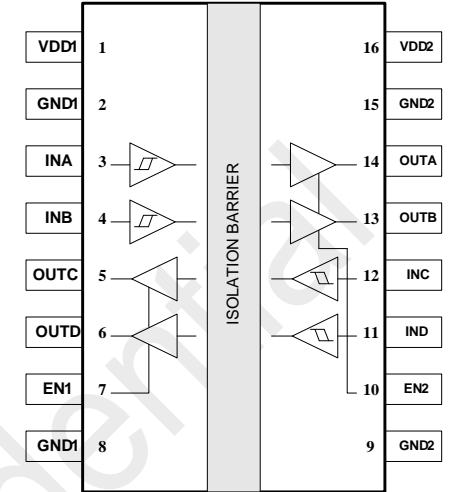 VDD1 1 16 VDD2
GND1 2 15 GND2
INA 3 14 OUTA
INB 4 13 OUTB
OUTC 5 12 INC
OUTD 6 11 IND
EN1 7 10 EN2
GND1 8 9 GND2
ISOLATION BARRIER